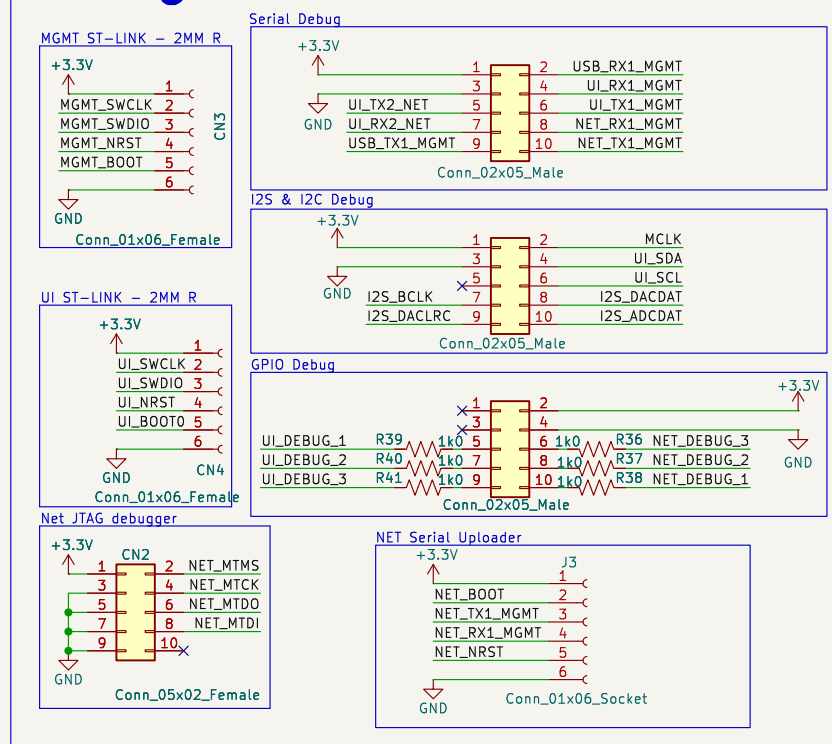 MGMT ST-LINK - 2MM R
+3.3V
1
MGMT_SWCLK 2
MGMT_SWDIO 3
MGMT_NRST 4
MGMT_BOOT 5
6
CN3
GND
Conn_01x06_Female
Serial Debug
+3.3V
1 2 USB_RX1_MGMT
3 4 UI_RX1_MGMT
GND
UI_TX2_NET 5 6 UI_TX1_MGMT
UI_RX2_NET 7 8 NET_RX1_MGMT
USB_TX1_MGMT 9 10 NET_TX1_MGMT
Conn_02x05_Male
I2S & I2C Debug
+3.3V
1 2 MCLK
3 4 UI_SDA
GND
5 6 UI_SCL
I2S_BCLK 7 8 I2S_DACDAT
I2S_DACLRC 9 10 I2S_ADCDAT
Conn_02x05_Male
UI ST-LINK - 2MM R
+3.3V
1
UI_SWCLK 2
UI_SWDIO 3
UI_NRST 4
UI_BOOT0 5
6
GND
CN4
Conn_01x06_Female
GPIO Debug
+3.3V
1 2
3 4
GND
UI_DEBUG_1 R39 1k0 5 6 1k0 R36 NET_DEBUG_3
UI_DEBUG_2 R40 1k0 7 8 1k0 R37 NET_DEBUG_2
UI_DEBUG_3 R41 1k0 9 10 1k0 R38 NET_DEBUG_1
Conn_02x05_Male
Net JTAG debugger
+3.3V
CN2
1 2 NET_MTMS
3 4 NET_MTCK
5 6 NET_MTDO
7 8 NET_MTDI
9 10
GND
Conn_05x02_Female
NET Serial Uploader
+3.3V
J3
1
NET_BOOT 2
NET_TX1_MGMT 3
NET_RX1_MGMT 4
NET_NRST 5
6
GND
Conn_01x06_Socket